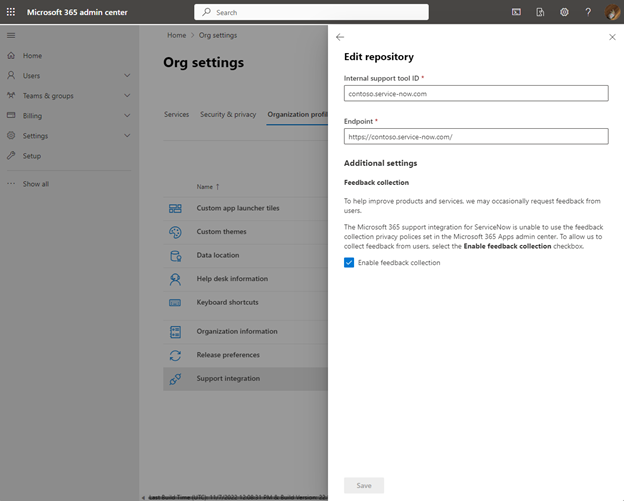 Microsoft 365 admin center
Search
?
Home
Users
Teams & groups
Billing
Settings
Setup
Show all
Home > Org settings
Org settings
Services Security & privacy Organization profil
Name ↑
Custom app launcher tiles
Custom themes
Data location
Help desk information
Keyboard shortcuts
Organization information
Release preferences
Support integration
Last Build Time (UTC): 11/7/2022 12:08:31 PM & Build Version: 22
Edit repository
Internal support tool ID *
contoso.service-now.com
Endpoint *
https://contoso.service-now.com/
Additional settings
Feedback collection
To help improve products and services, we may occasionally request feedback from
users.
The Microsoft 365 support integration for ServiceNow is unable to use the feedback
collection privacy polices set in the Microsoft 365 Apps admin center. To allow us to
collect feedback from users, select the Enable feedback collection checkbox.
Enable feedback collection
Save